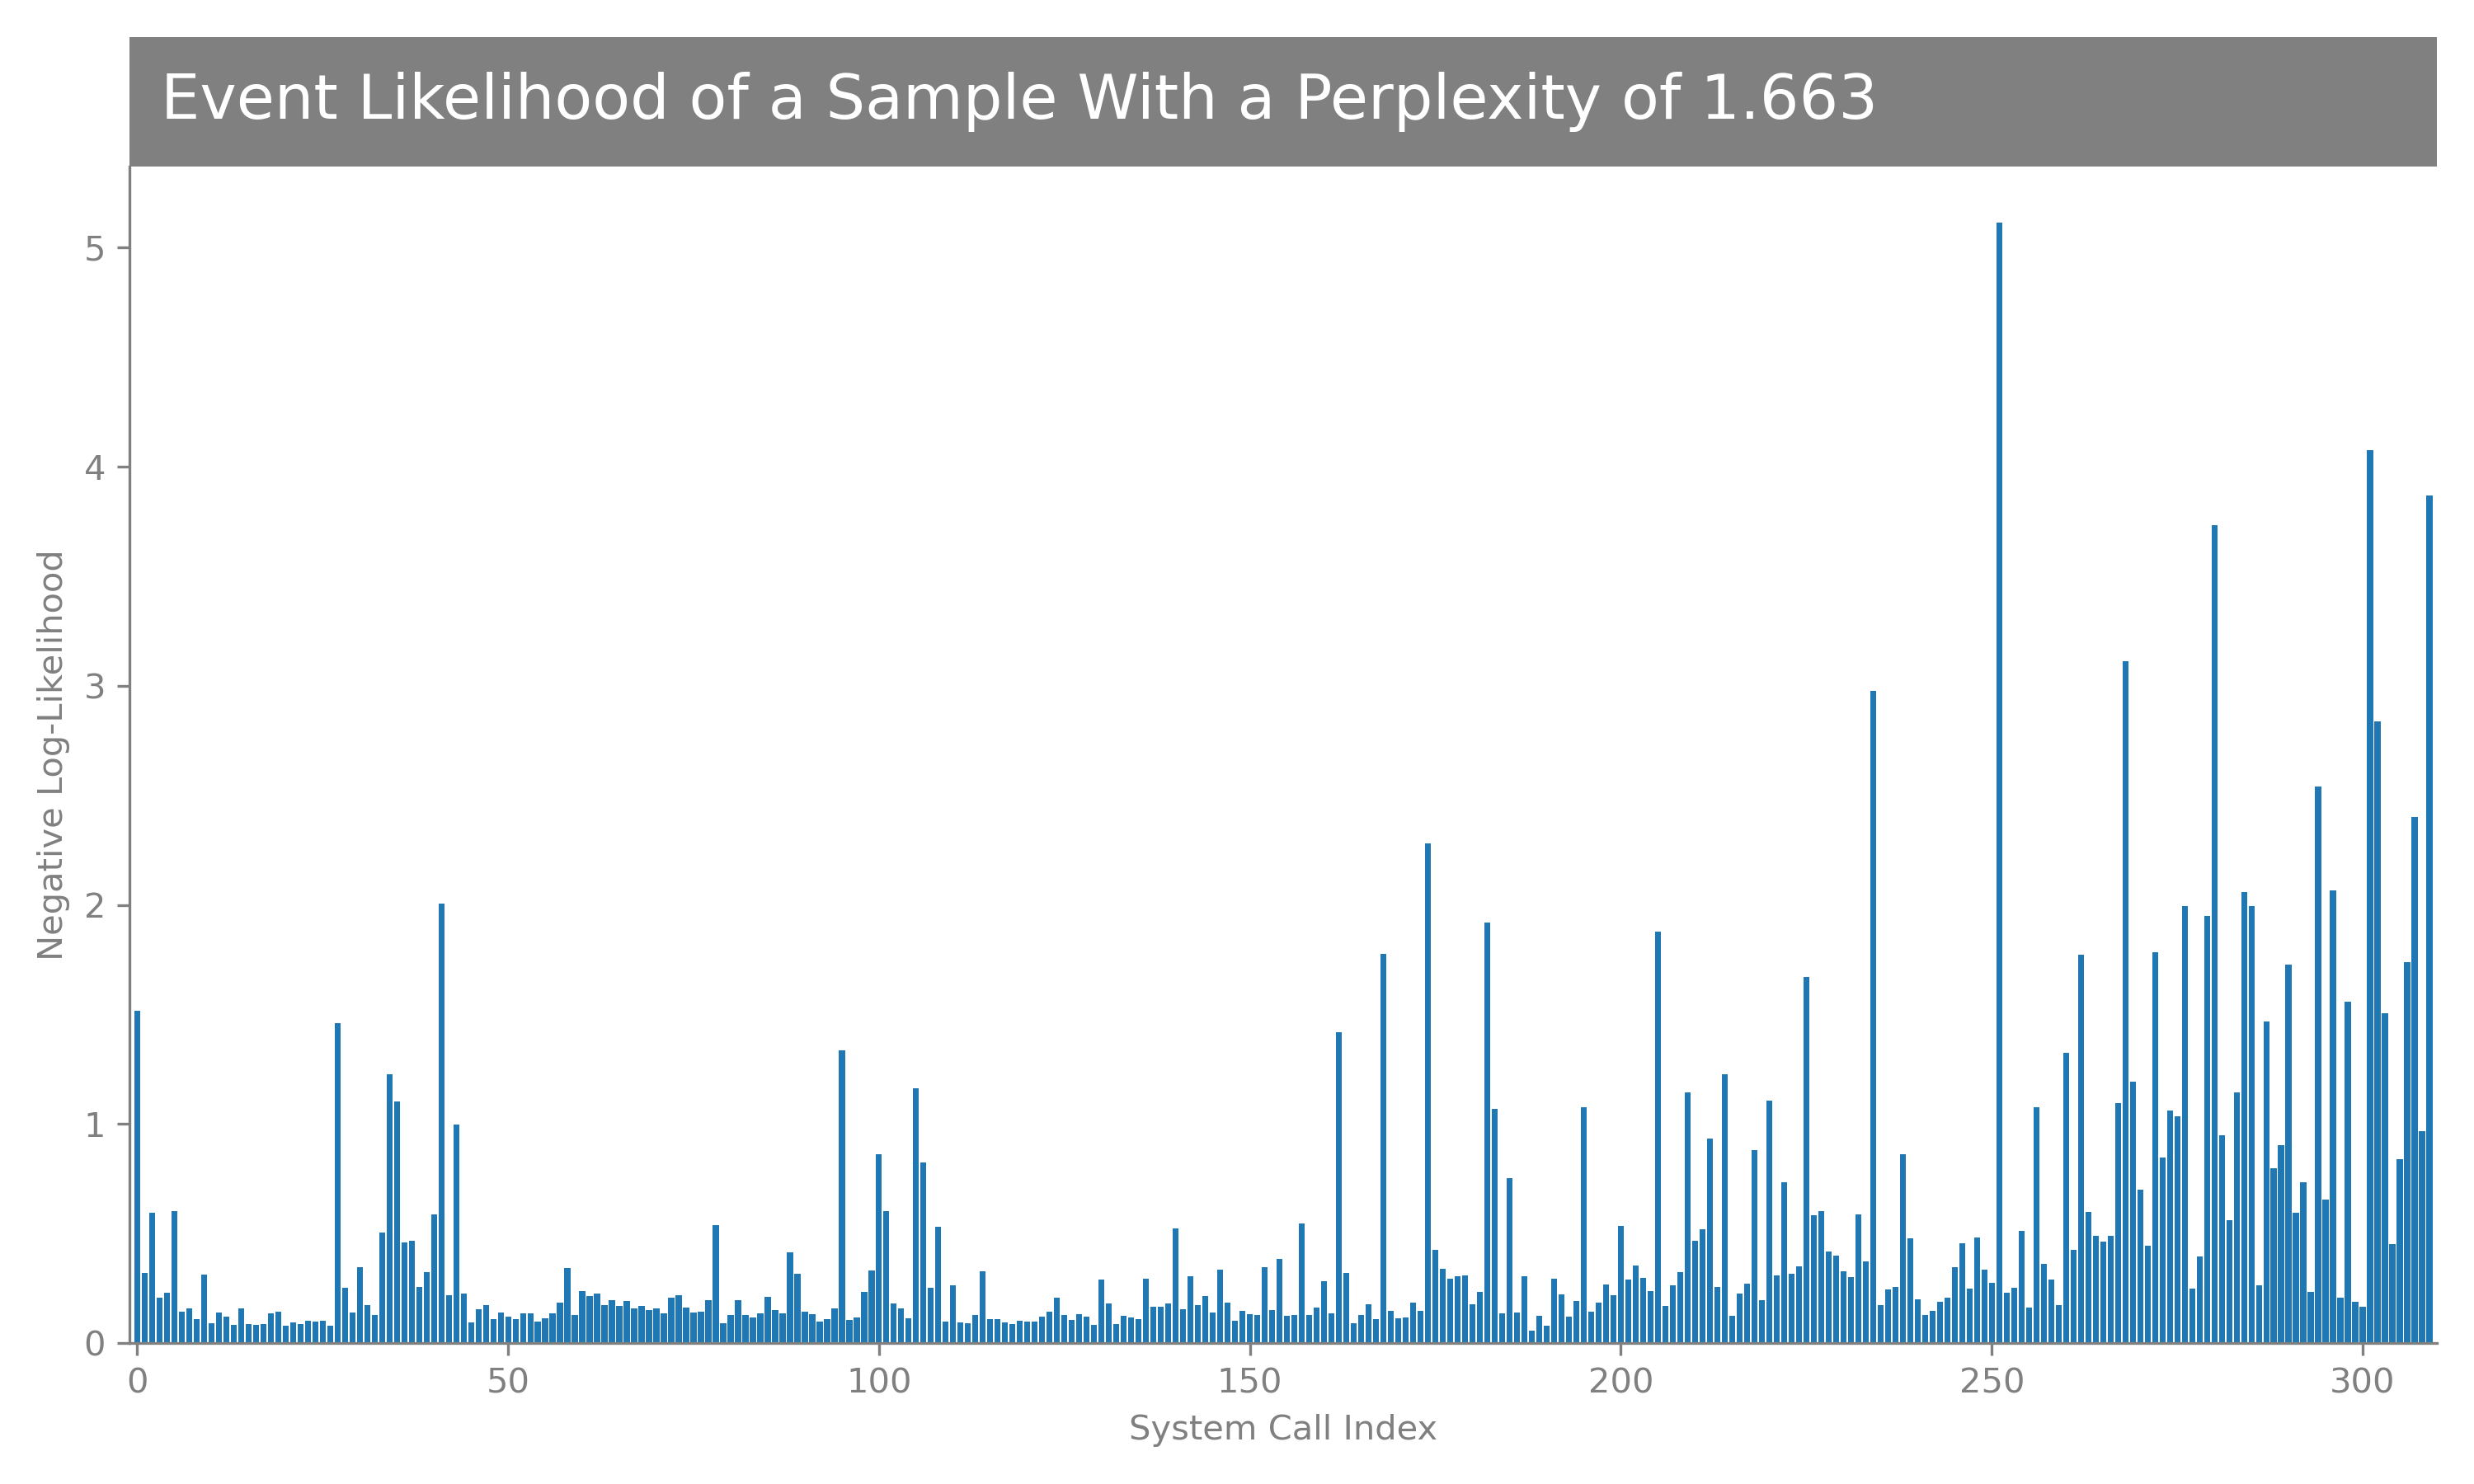 Event Likelihood of a Sample With a Perplexity of 1.663
Negative Log-Likelihood
5
4
3
2
1
0
0 50 100 150 200 250 300
System Call Index